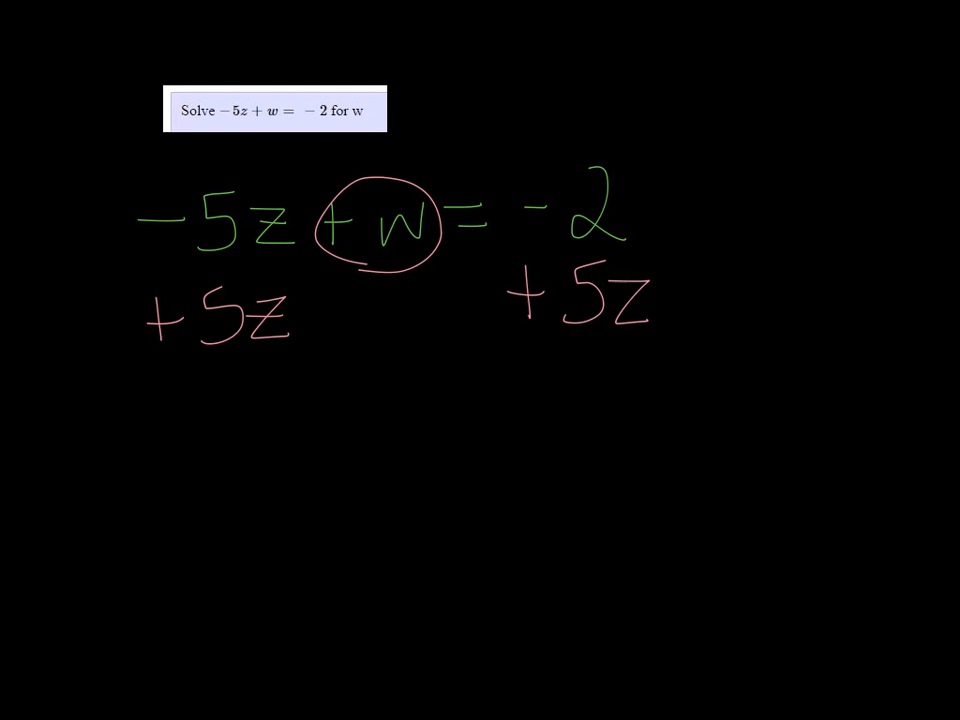 Solve −5z + w = − 2 for w
-5z + w = -2
+5z +5z